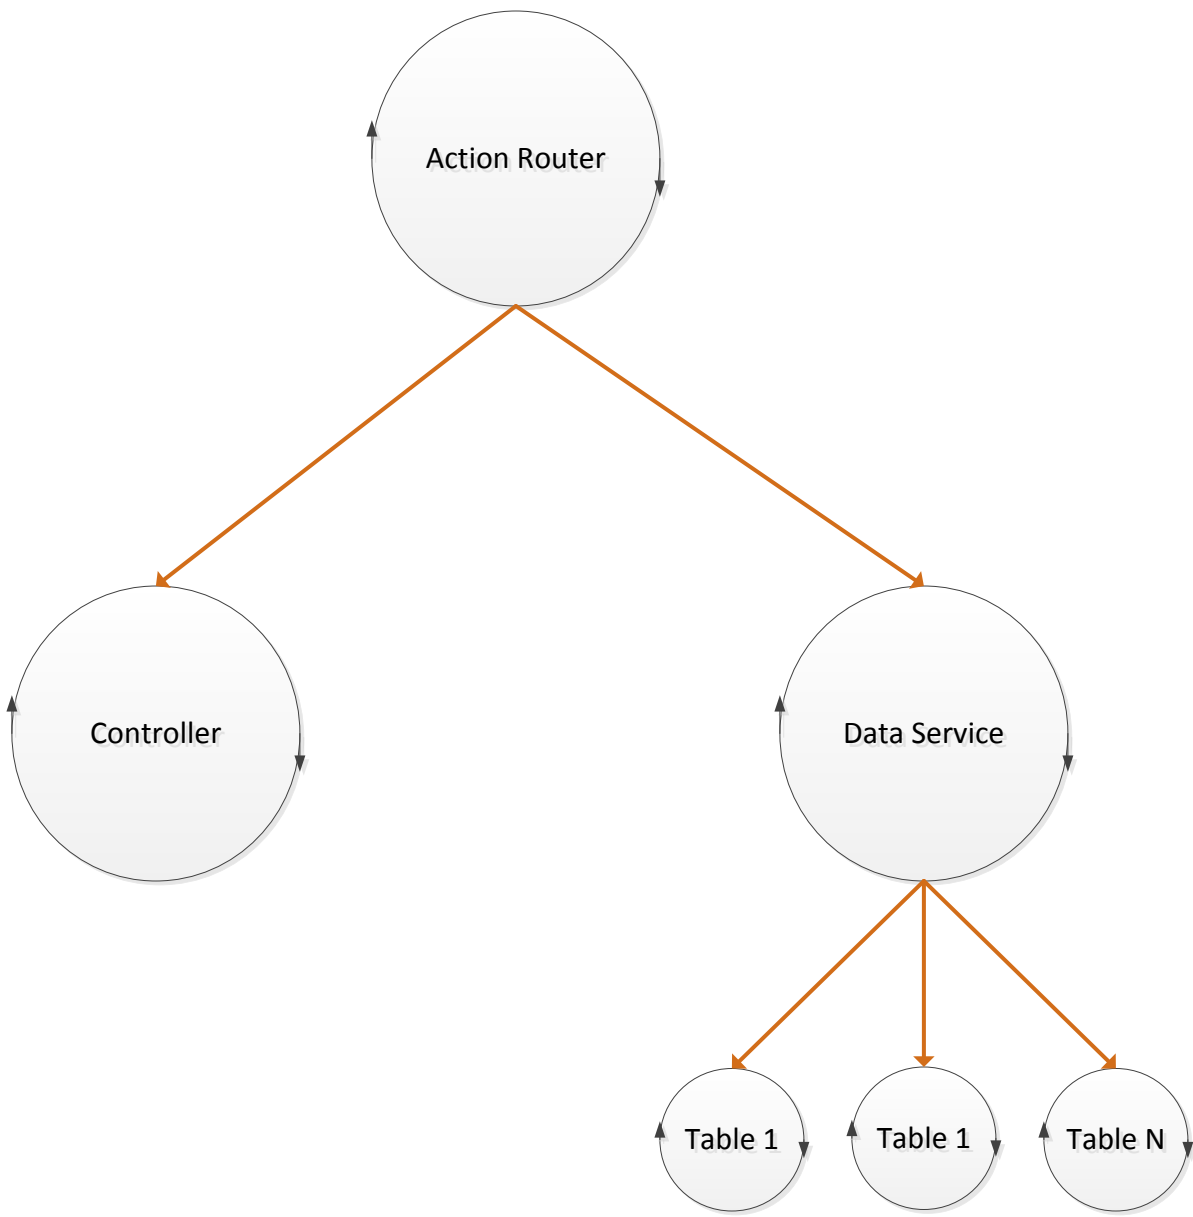 Action Router
Controller
Data Service
Table 1
Table 1
Table N